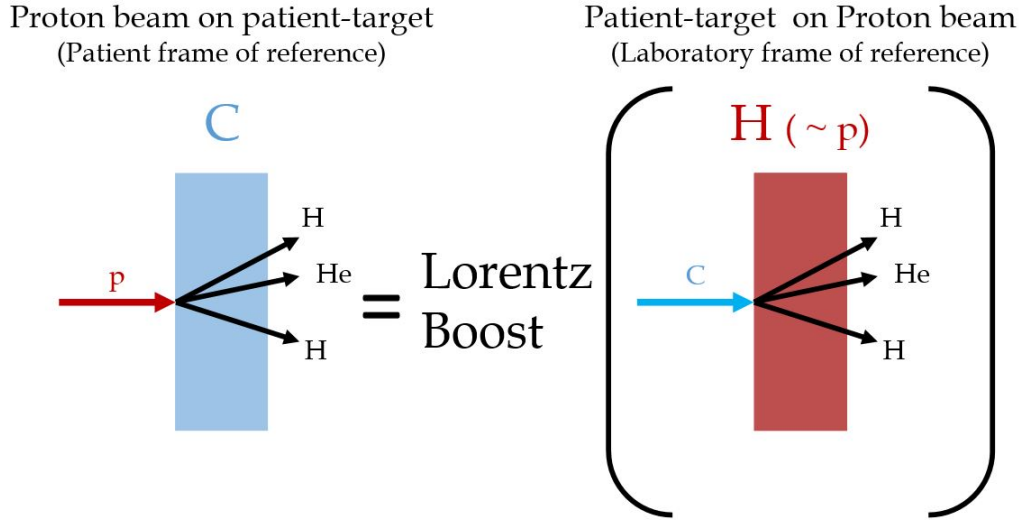 Proton beam on patient-target
(Patient frame of reference)
C
p
H
He
H
=
Lorentz
Boost
Patient-target on Proton beam
(Laboratory frame of reference)
H ( ~ p)
C
H
He
H